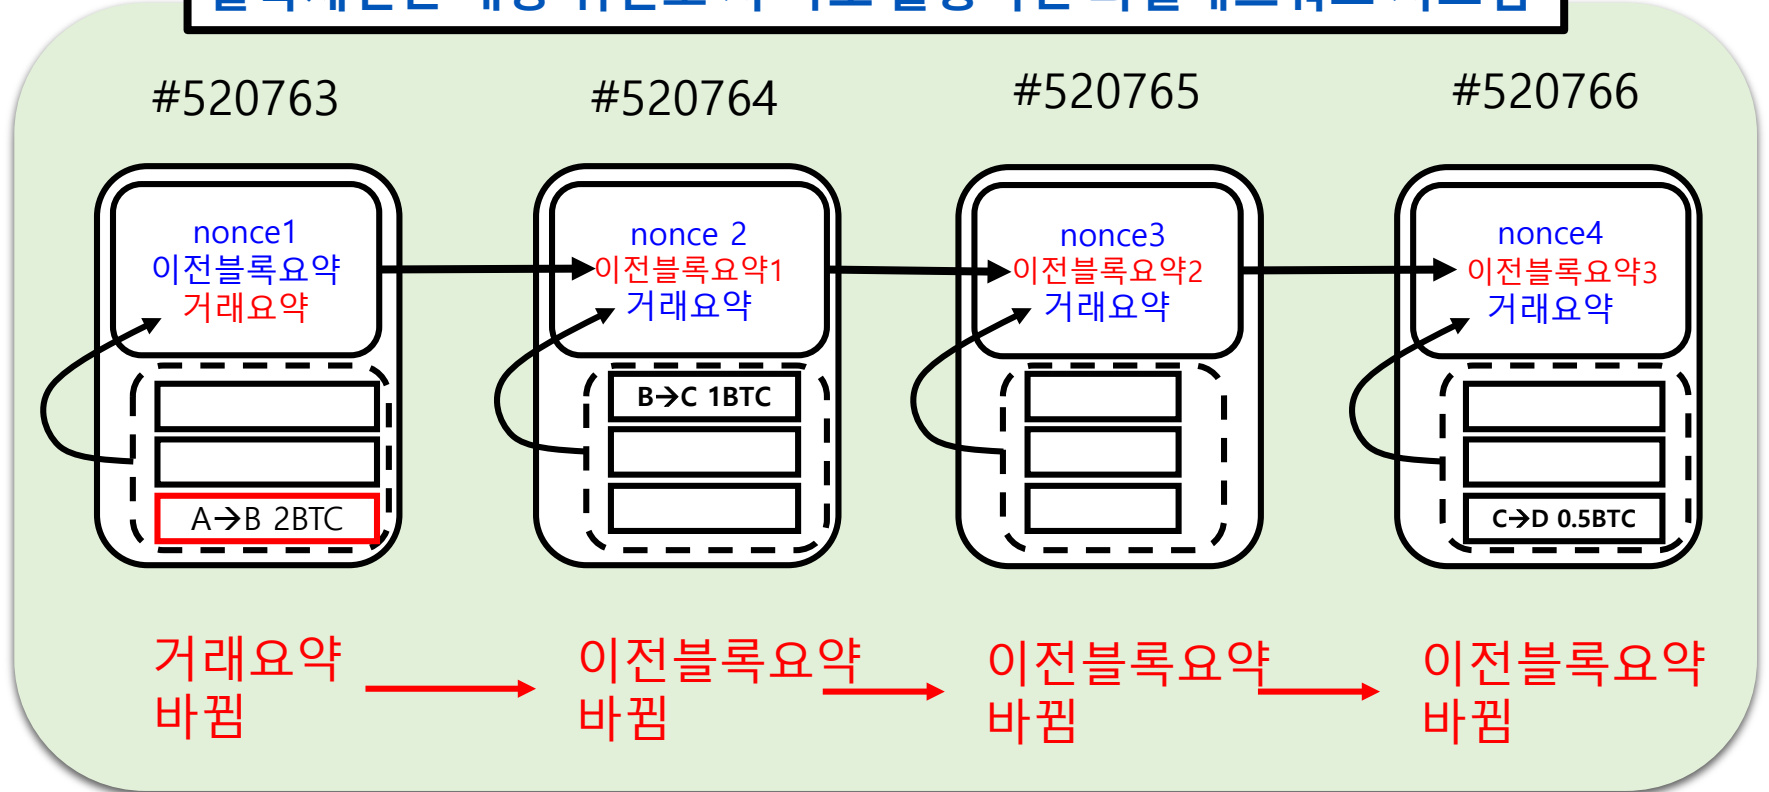 #520763
#520764
#520765
#520766
nonce1
이전블록요약
거래요약
A→B 2BTC
nonce 2
이전블록요약1
거래요약
B→C 1BTC
nonce3
이전블록요약2
거래요약
nonce4
이전블록요약3
거래요약
C→D 0.5BTC
거래요약
바뀜
이전블록요약
바뀜
이전블록요약
바뀜
이전블록요약
바뀜